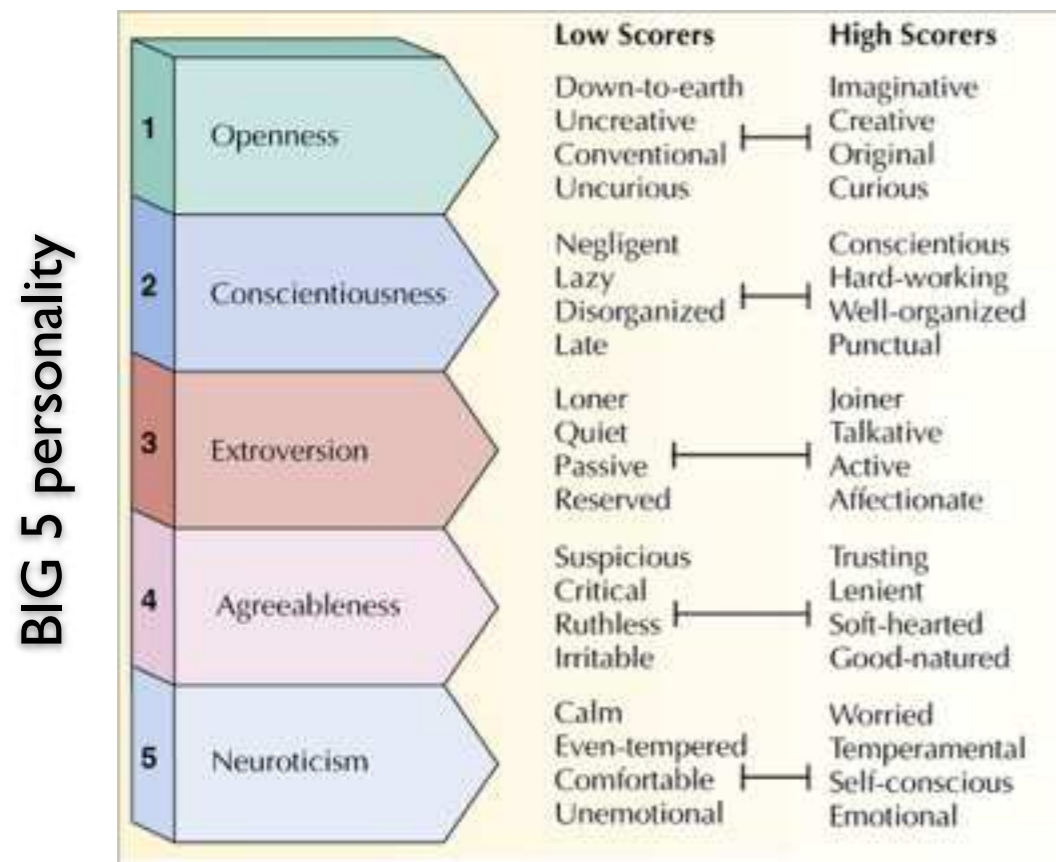 BIG 5 personality
Low Scorers High Scorers
1 Openness
Down-to-earth Imaginative
Uncreative Creative
Conventional Original
Uncurious Curious
2 Conscientiousness
Negligent Conscientious
Lazy Hard-working
Disorganized Well-organized
Late Punctual
3 Extroversion
Loner Joiner
Quiet Talkative
Passive Active
Reserved Affectionate
4 Agreeableness
Suspicious Trusting
Critical Lenient
Ruthless Soft-hearted
Irritable Good-natured
5 Neuroticism
Calm Worried
Even-tempered Temperamental
Comfortable Self-conscious
Unemotional Emotional